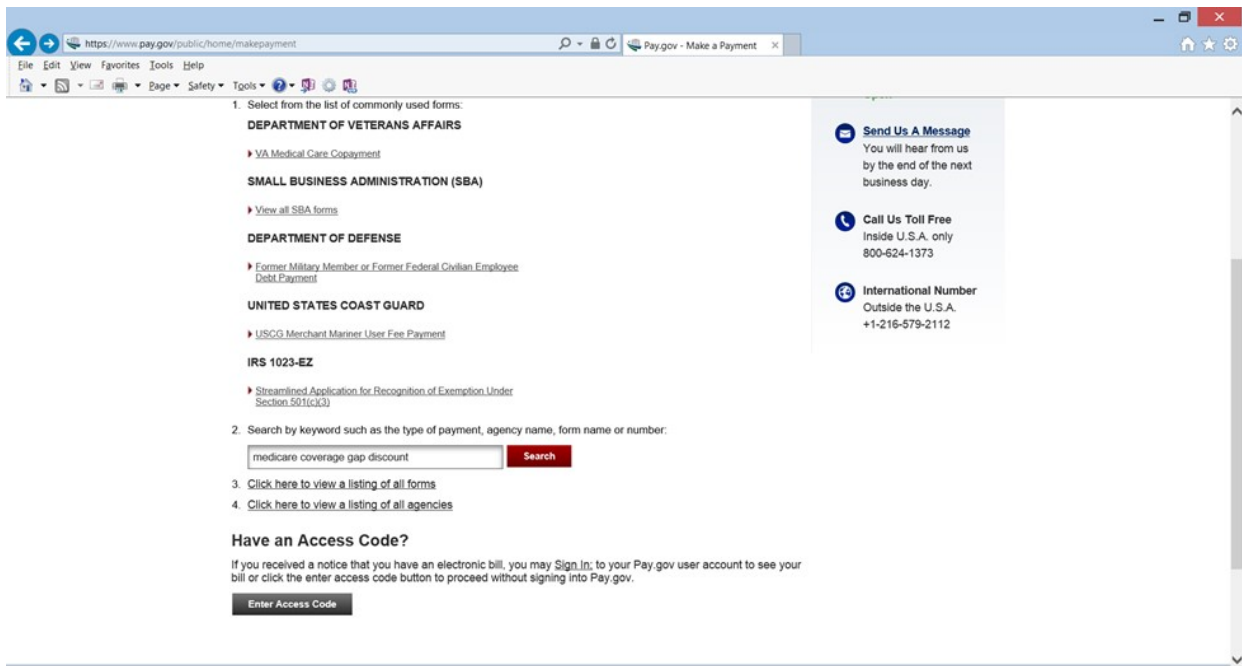 https://www.pay.gov/public/home/makepayment
Pay.gov - Make a Payment
File Edit View Favorites Tools Help
Page Safety Tools
1. Select from the list of commonly used forms:
DEPARTMENT OF VETERANS AFFAIRS
VA Medical Care Copayment
SMALL BUSINESS ADMINISTRATION (SBA)
View all SBA forms
DEPARTMENT OF DEFENSE
Former Military Member or Former Federal Civilian Employee
Debt Payment
UNITED STATES COAST GUARD
USCG Merchant Mariner User Fee Payment
IRS 1023-EZ
Streamlined Application for Recognition of Exemption Under
Section 501(c)(3)
2. Search by keyword such as the type of payment, agency name, form name or number:
medicare coverage gap discount
Search
3. Click here to view a listing of all forms
4. Click here to view a listing of all agencies
Have an Access Code?
If you received a notice that you have an electronic bill, you may Sign In: to your Pay.gov user account to see your
bill or click the enter access code button to proceed without signing into Pay.gov.
Enter Access Code
Send Us A Message
You will hear from us
by the end of the next
business day.
Call Us Toll Free
Inside U.S.A. only
800-624-1373
International Number
Outside the U.S.A.
+1-216-579-2112